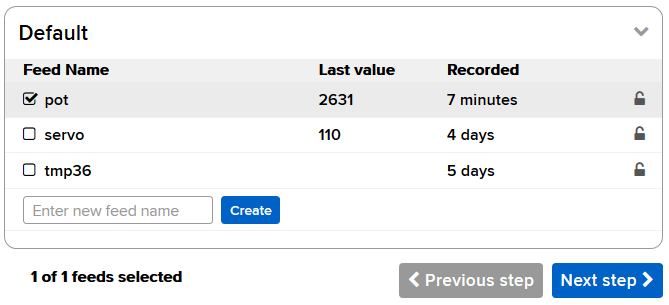 Default
Feed Name Last value Recorded
pot 2631 7 minutes
servo 110 4 days
tmp36 5 days
Enter new feed name Create
1 of 1 feeds selected Previous step Next step